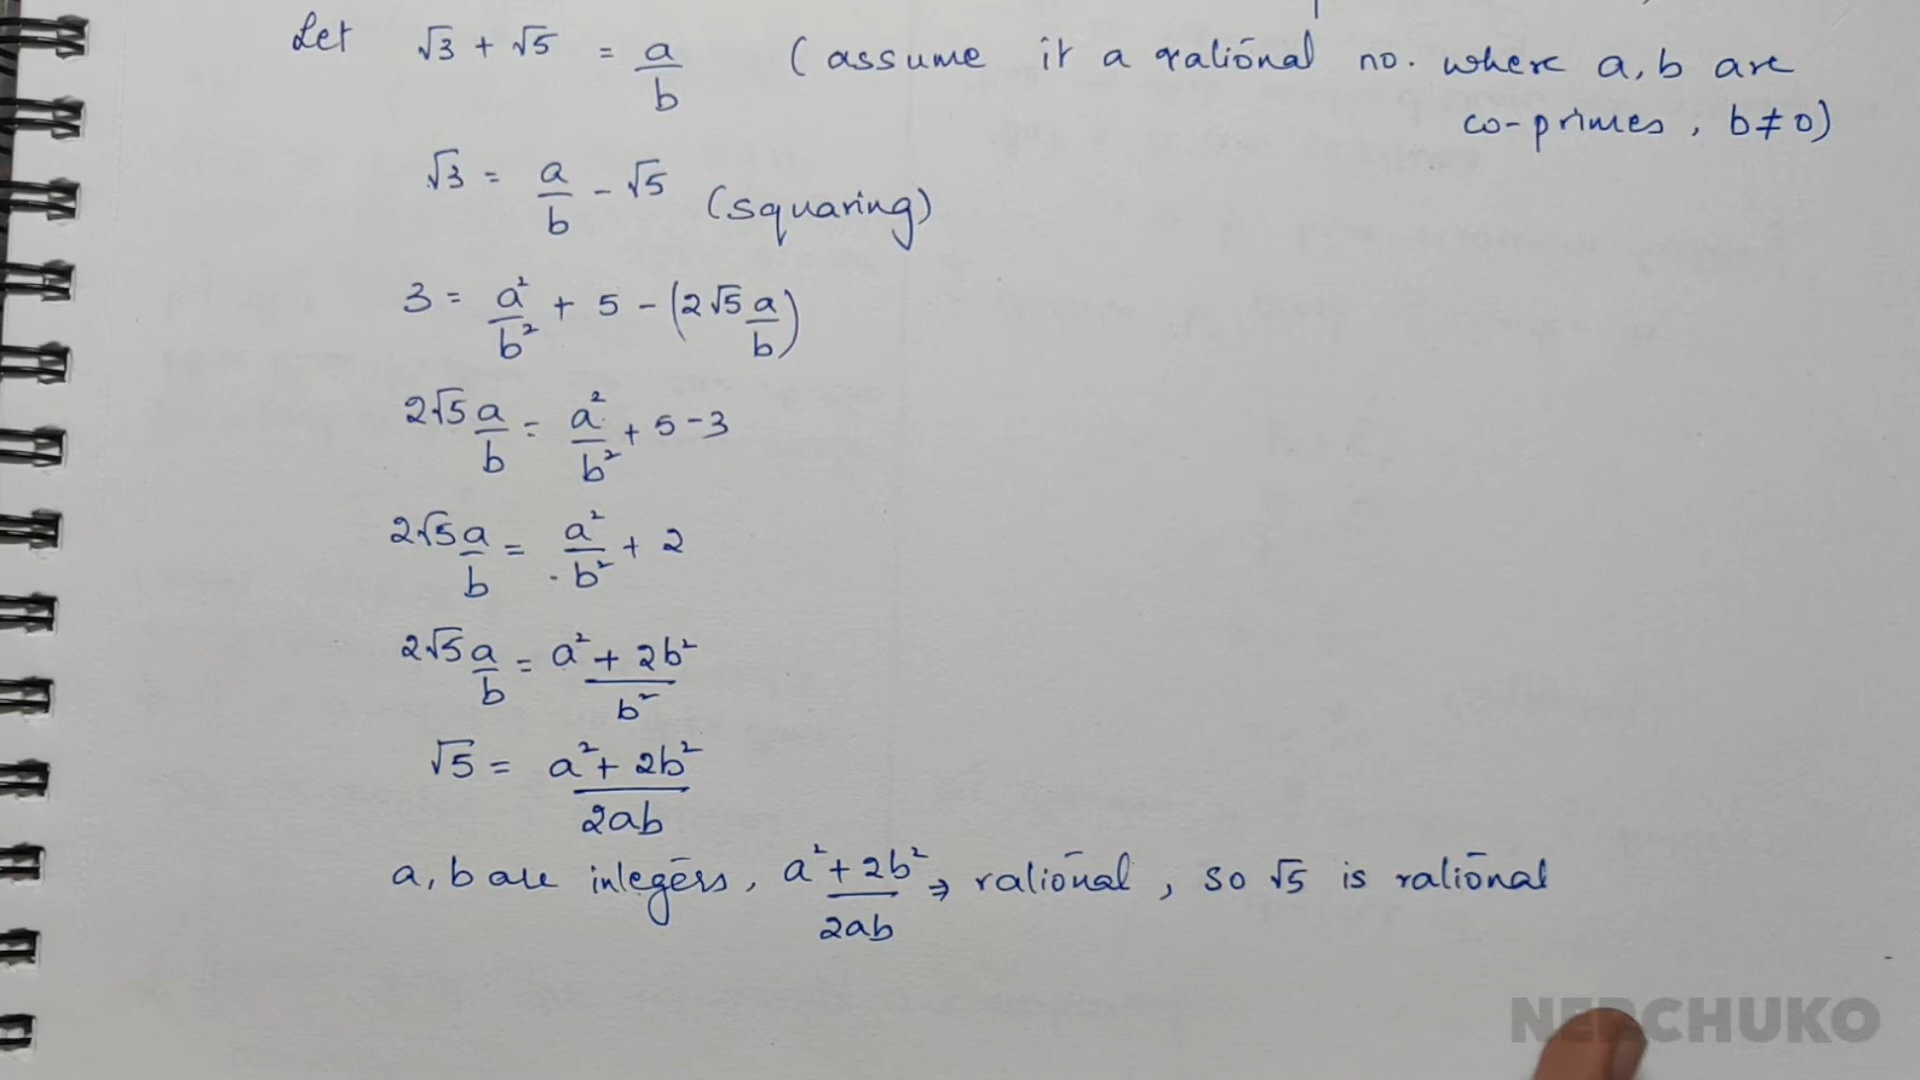 Let √3 + √5 = a/b (assume it a rational no. where a, b are
co-primes, b≠0)
√3 = a/b - √5 (squaring)
3 = a²/b² + 5 - (2√5 a/b)
2√5 a/b = a²/b² + 5-3
2√5 a/b = a²/b² + 2
2√5 a/b = a² + 2b²/b²
√5 = a² + 2b²/2ab
a, b are integers, a² + 2b²/2ab ⇒ rational, so √5 is rational
NERCHUKO